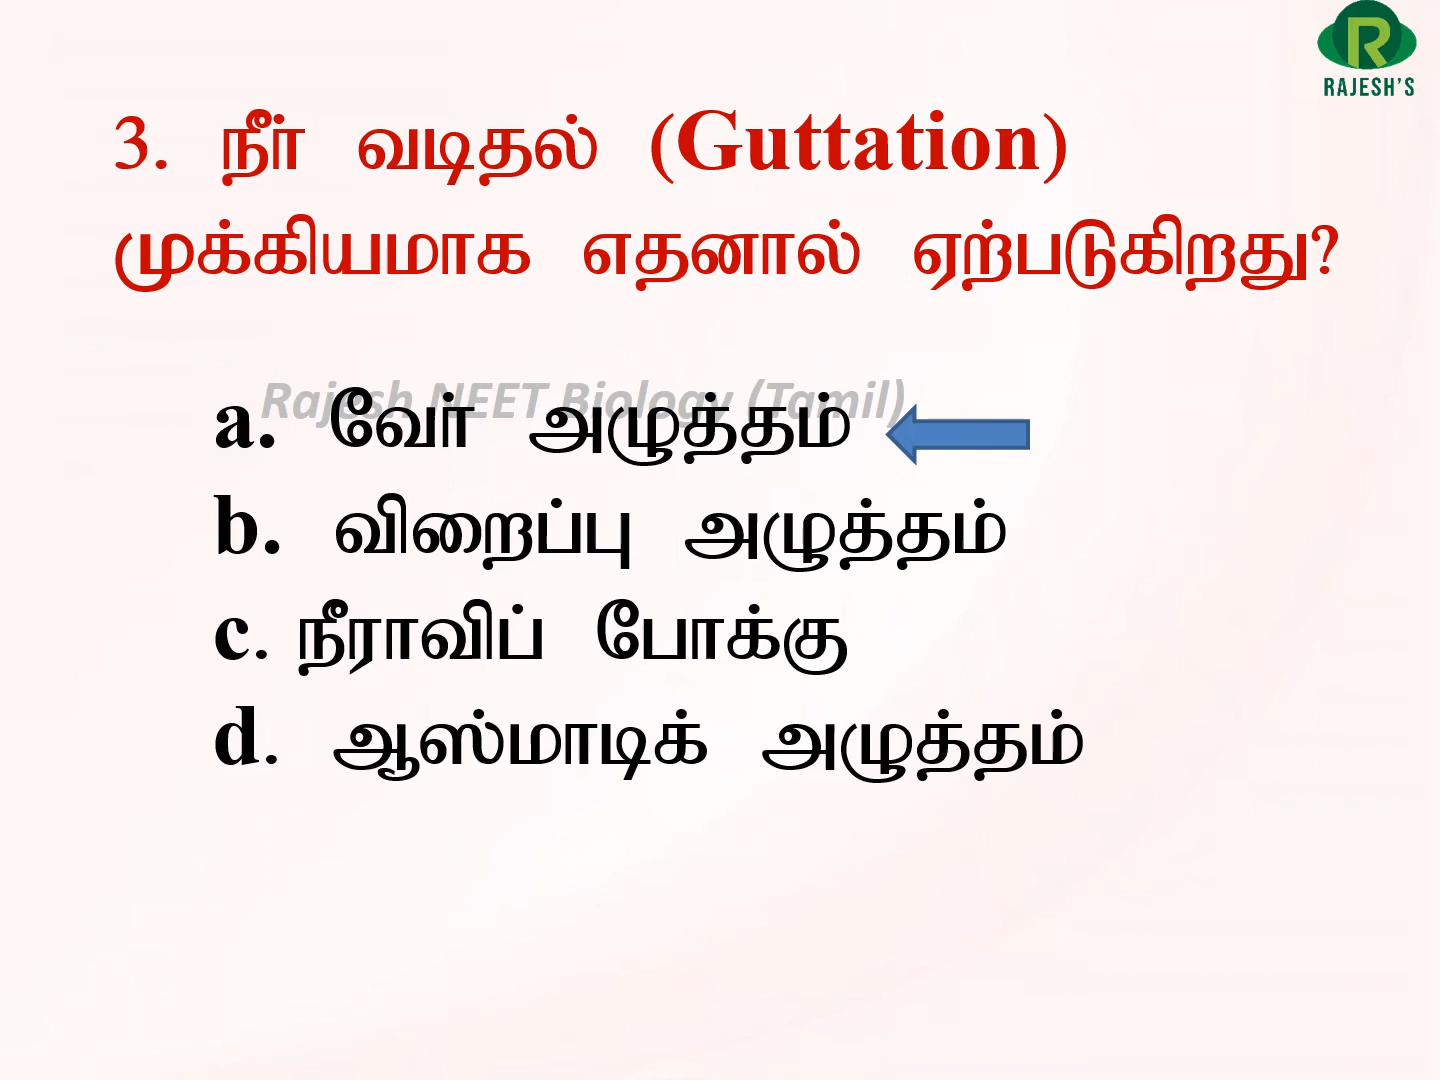 RAJESH'S
3. நீர் வடிதல் (Guttation)
முக்கியமாக எதனால் ஏற்படுகிறது?
Rajesh NEET Biology (Tamil)
a. வேர் அழுத்தம்
b. விறைப்பு அழுத்தம்
c. நீராவிப் போக்கு
d. ஆஸ்மாடிக் அழுத்தம்